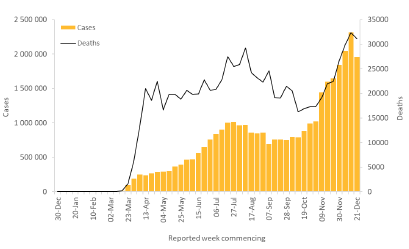 2 500 000
2 000 000
1 500 000
1 000 000
500 000
0
Cases
35000
30000
25000
20000
15000
10000
5000
0
Deaths
Cases
Deaths
30-Dec
20-Jan
10-Feb
02-Mar
23-Mar
13-Apr
04-May
25-May
15-Jun
06-Jul
27-Jul
17-Aug
07-Sep
28-Sep
19-Oct
09-Nov
30-Nov
21-Dec
Reported week commencing